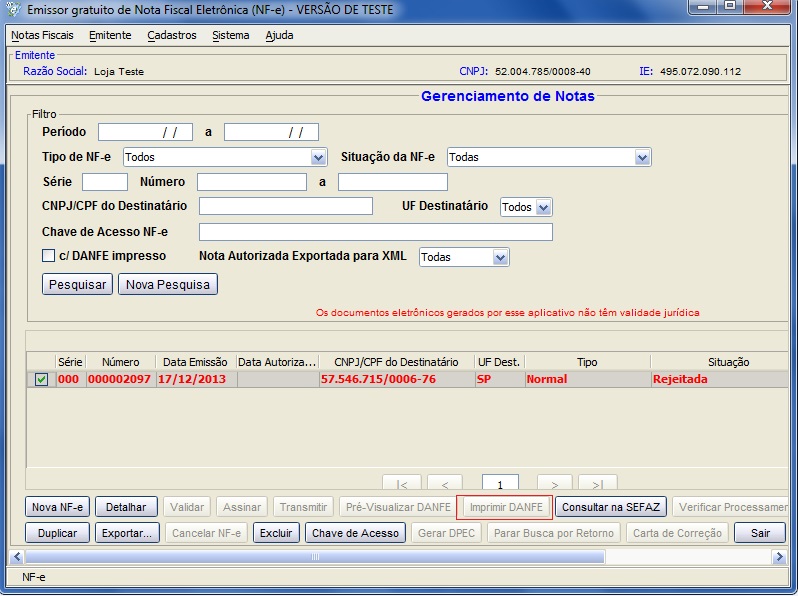 Emissor gratuito de Nota Fiscal Eletrônica (NF-e) - VERSÃO DE TESTE
Notas Fiscais Emitente Cadastros Sistema Ajuda
Emitente
Razão Social: Loja Teste CNPJ: 52.004.785/0008-40 IE: 495.072.090.112
Gerenciamento de Notas
Filtro
Período / / a / /
Tipo de NF-e Todos Situação da NF-e Todas
Série Número a
CNPJ/CPF do Destinatário UF Destinatário Todos
Chave de Acesso NF-e
c/ DANFE impresso Nota Autorizada Exportada para XML Todas
Pesquisar Nova Pesquisa
Os documentos eletrônicos gerados por esse aplicativo não têm validade jurídica
Série Número Data Emissão Data Autoriza... CNPJ/CPF do Destinatário UF Dest. Tipo Situação
000 000002097 17/12/2013 57.546.715/0006-76 SP Normal Rejeitada
|< < 1 > >|
Nova NF-e Detalhar Validar Assinar Transmitir Pré-Visualizar DANFE Imprimir DANFE Consultar na SEFAZ Verificar Processamen
Duplicar Exportar... Cancelar NF-e Excluir Chave de Acesso Gerar DPEC Parar Busca por Retorno Carta de Correção Sair
NF-e